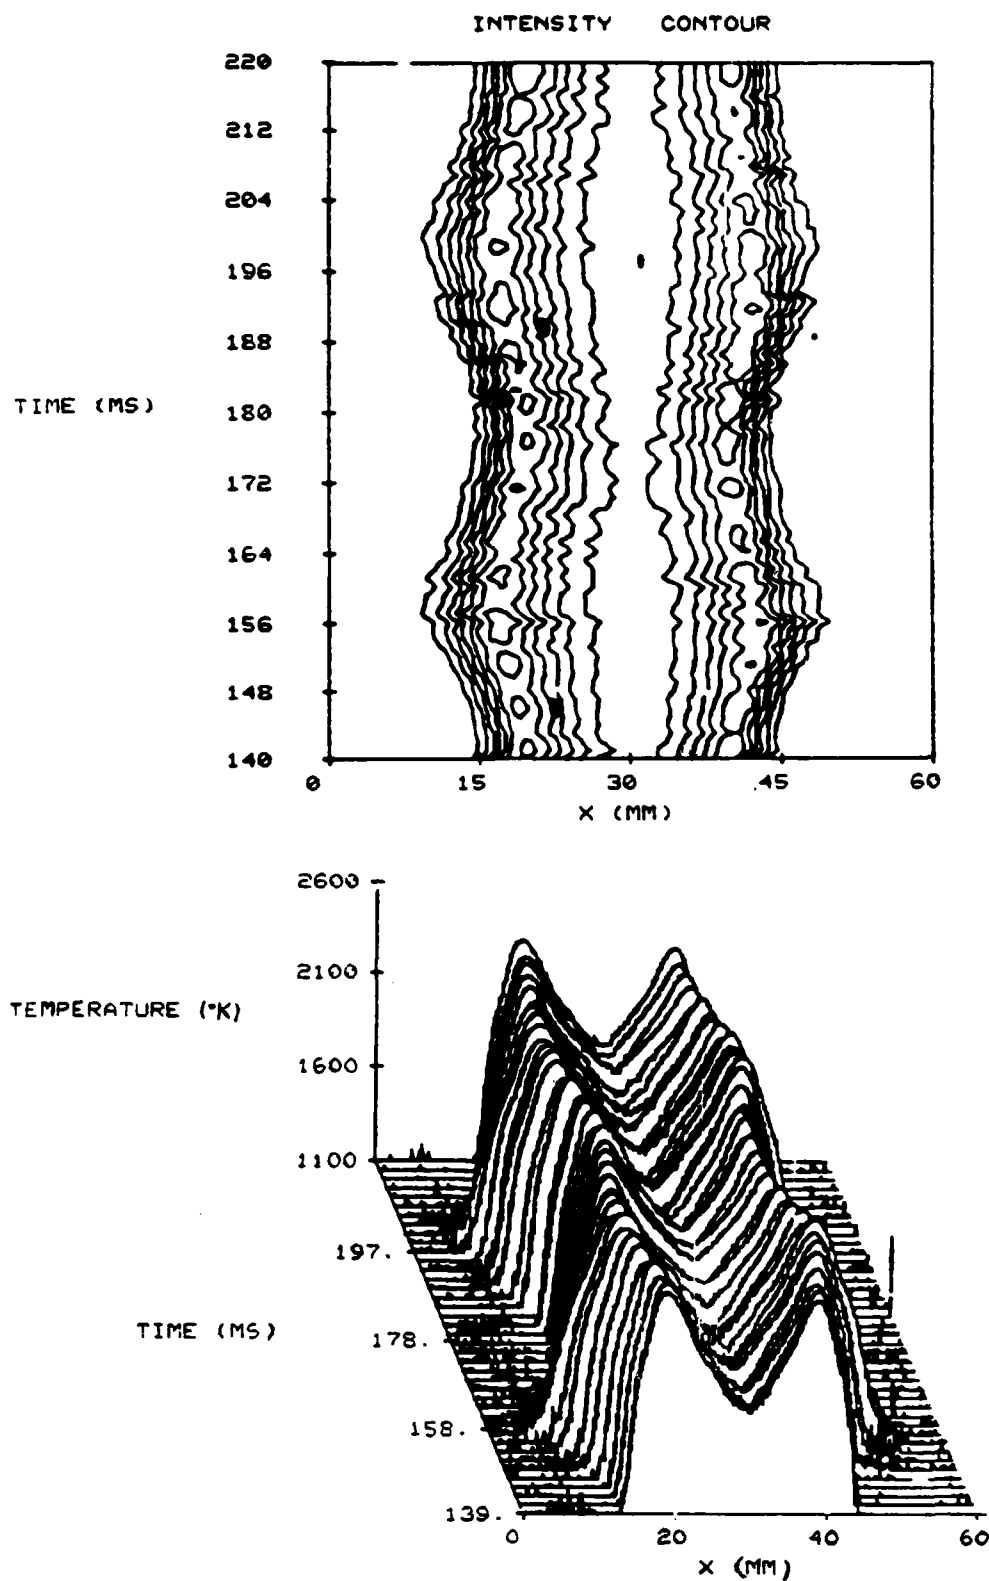 INTENSITY CONTOUR
220
212
204
196
188
TIME (MS)
180
172
164
156
148
140
0 15 30 45 60
X (MM)
2600
2100
TEMPERATURE (°K)
1600
1100
197.
TIME (MS)
178.
158.
139.
0 20 40 60
X (MM)